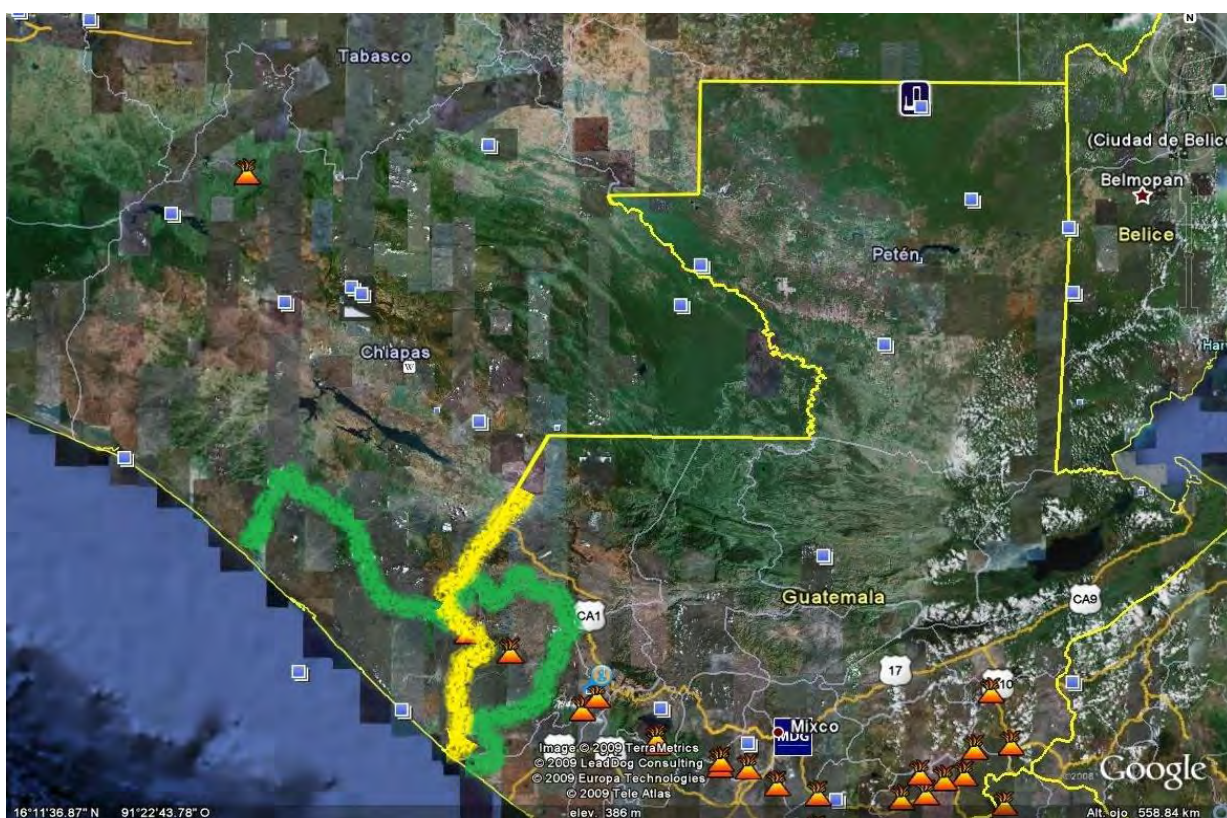 N
Tabasco
(Ciudad de Belice
Belmopan
Belice
Petén
Chiapas
W
CA1
Guatemala
CA9
17
10
Mixco
MDG
Image © 2009 TerraMetrics
© 2009 LeadDog Consulting
© 2009 Europa Technologies
© 2009 Tele Atlas
©2008 Google
16°11'36.87" N 91°22'43.78" O
elev. 386 m
Alt. ojo 558.84 km